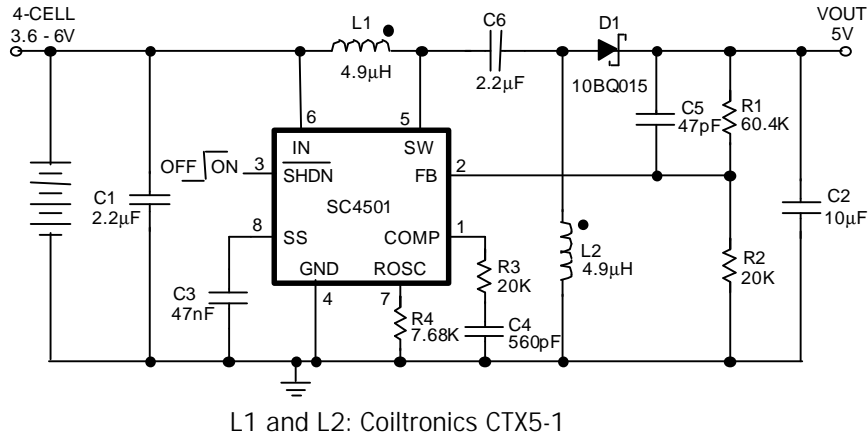 4-CELL
3.6 - 6V
L1
4.9µH
C6
2.2µF
D1
10BQ015
VOUT
5V
C5
47pF
R1
60.4K
6
5
IN
SW
OFF ON
3
SHDN
FB
2
SC4501
C1
2.2µF
8
SS
COMP
1
GND
ROSC
4
7
C3
47nF
R3
20K
R4
7.68K
C4
560pF
L2
4.9µH
R2
20K
C2
10µF
L1 and L2: Coiltronics CTX5-1